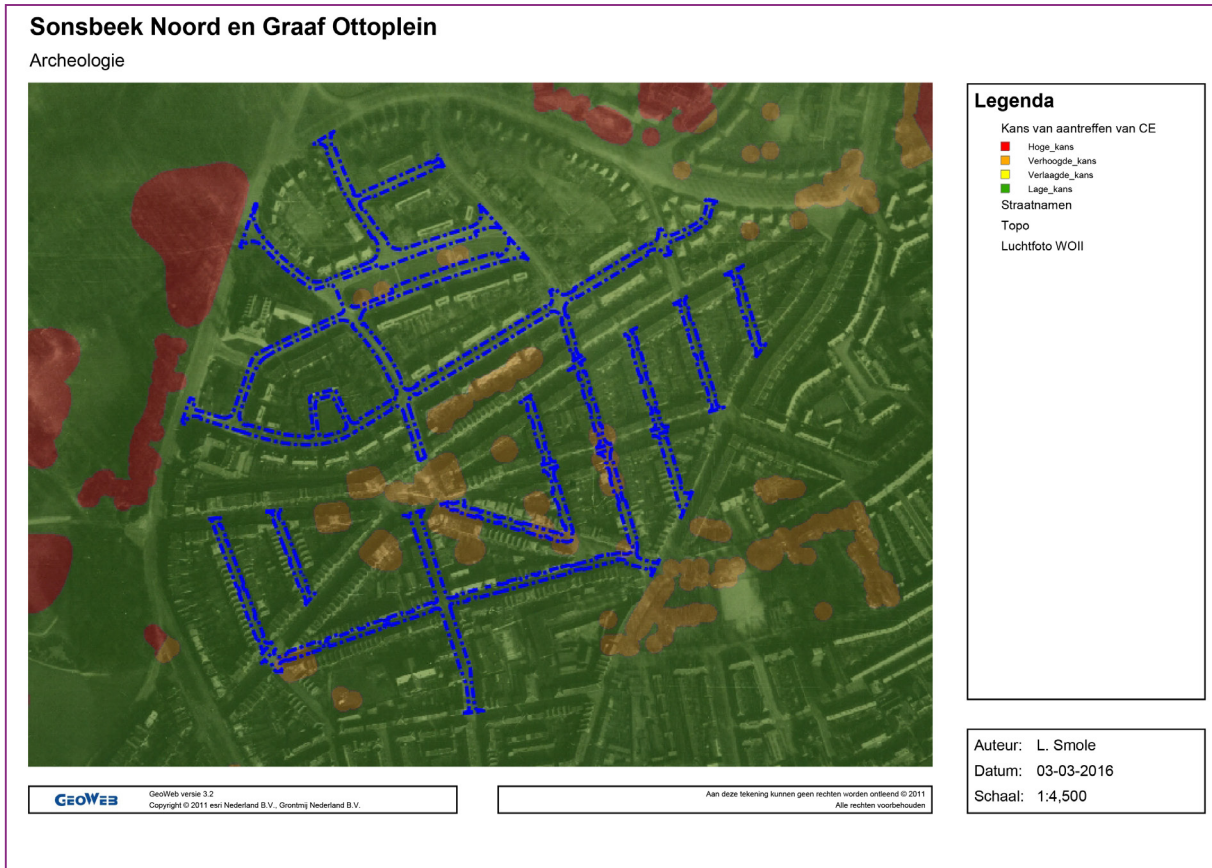 Sonsbeek Noord en Graaf Ottoplein
Archeologie
Legenda
Kans van aantreffen van CE
Hoge_kans
Verhoogde_kans
Verlaagde_kans
Lage_kans
Straatnamen
Topo
Luchtfoto WOII
Auteur: L. Smole
Datum: 03-03-2016
Schaal: 1:4,500
GEOWEB
GeoWeb versie 3.2
Copyright © 2011 esri Nederland B.V., Grontmij Nederland B.V.
Aan deze tekening kunnen geen rechten worden ontleend © 2011
Alle rechten voorbehouden